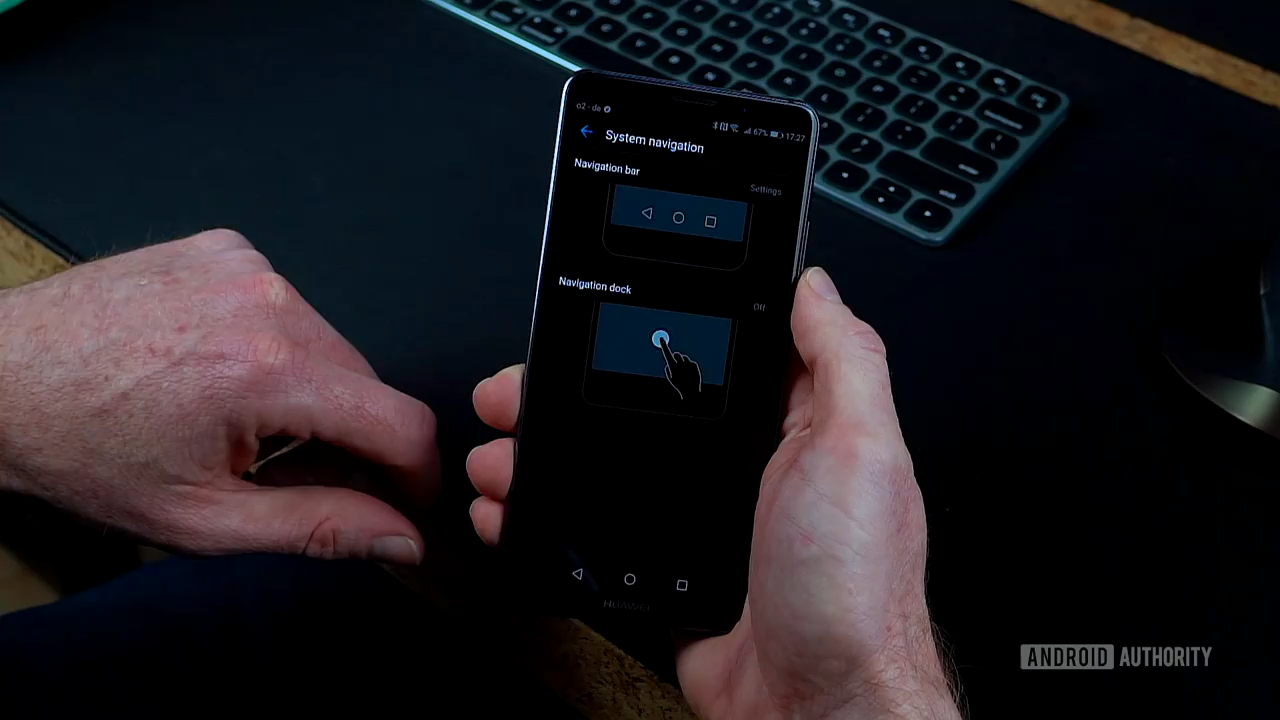 o2 - de
67% 17:27
System navigation
Navigation bar
Settings
Navigation dock
Off
HUAWEI
ANDROID AUTHORITY